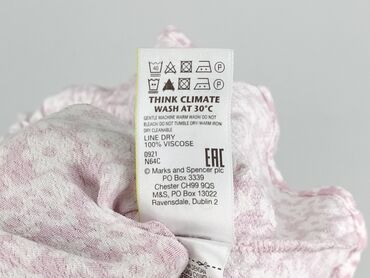 40 P
P
THINK CLIMATE
WASH AT 30°C
GENTLE MACHINE WARM WASH DO NOT
BLEACH DO NOT TUMBLE DRY WARM IRON
DRY CLEANABLE
LINE DRY
100% VISCOSE
0921
N64C EAC
© Marks and Spencer plc
PO Box 3339
Chester CH99 9QS
M&S, PO Box 13022
Ravensdale, Dublin 2